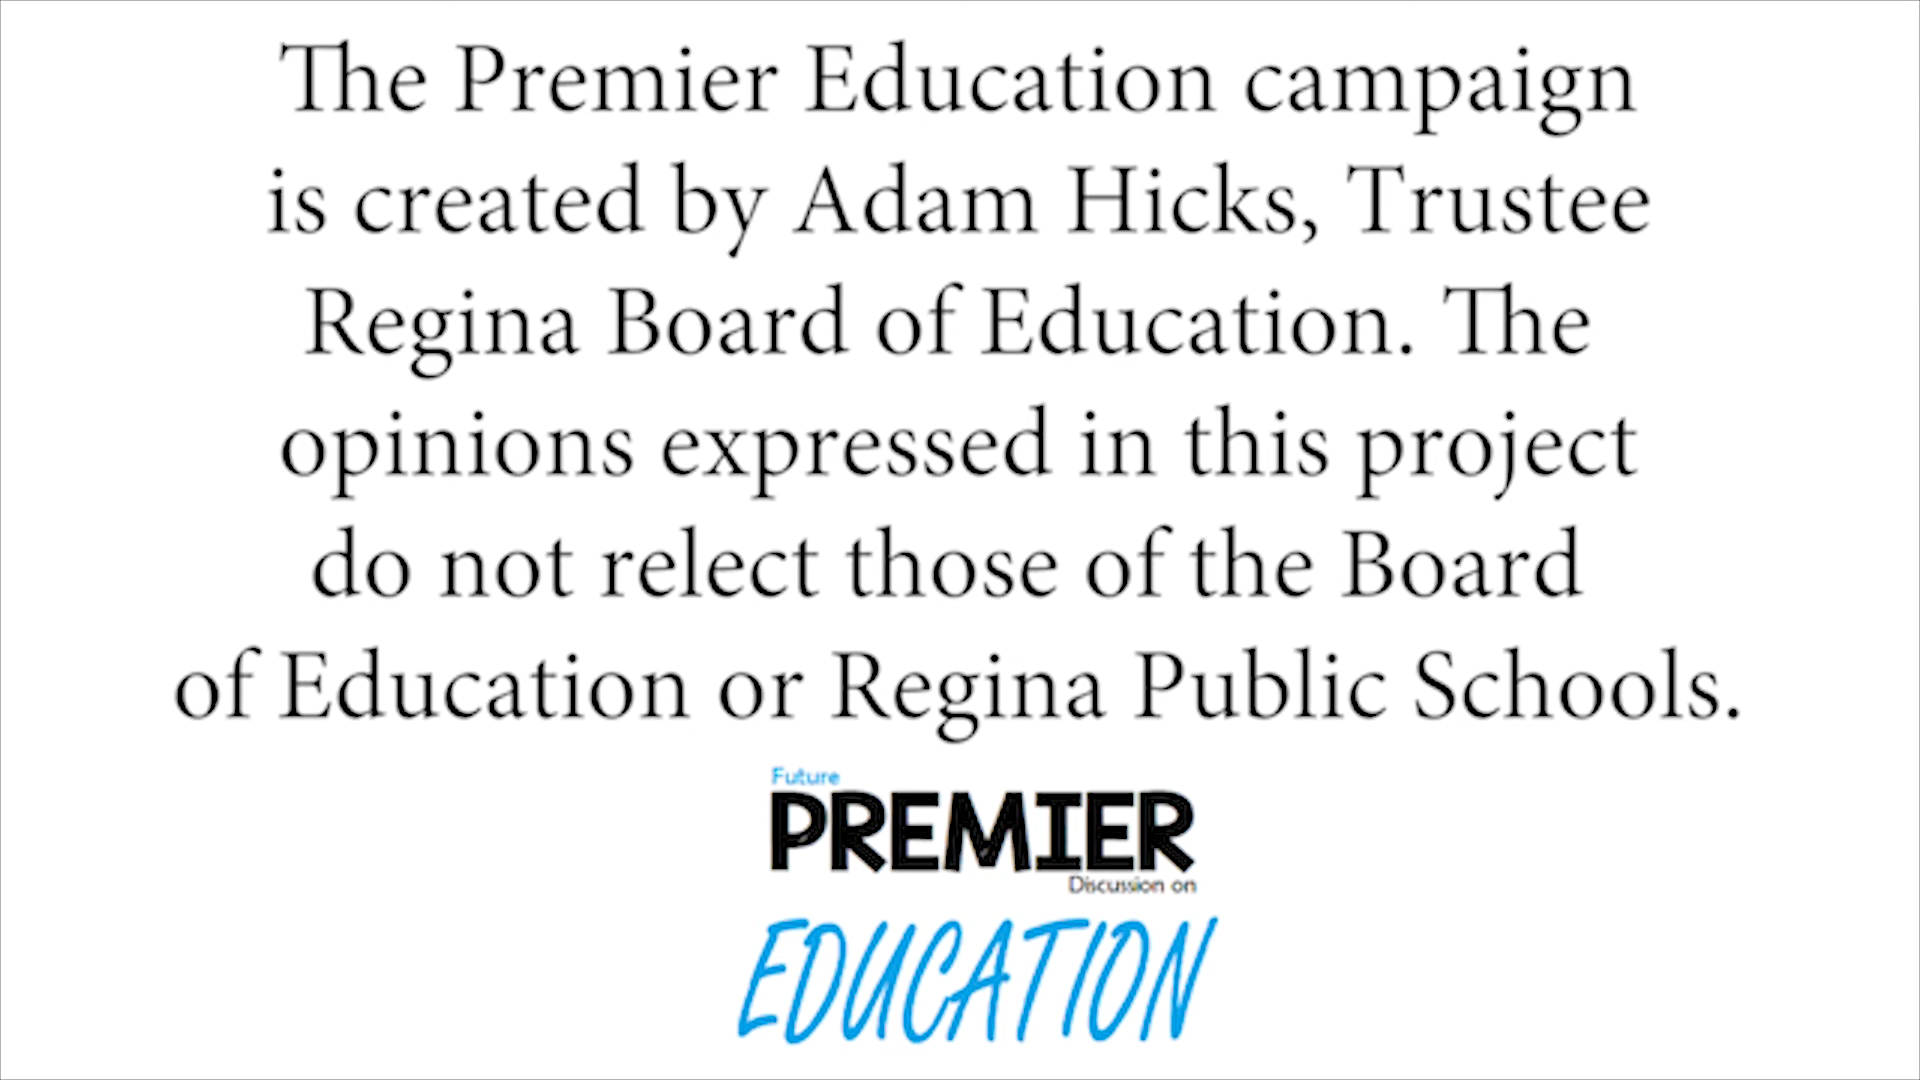 The Premier Education campaign
is created by Adam Hicks, Trustee
Regina Board of Education. The
opinions expressed in this project
do not relect those of the Board
of Education or Regina Public Schools.
Future
PREMIER
Discussion on
EDUCATION